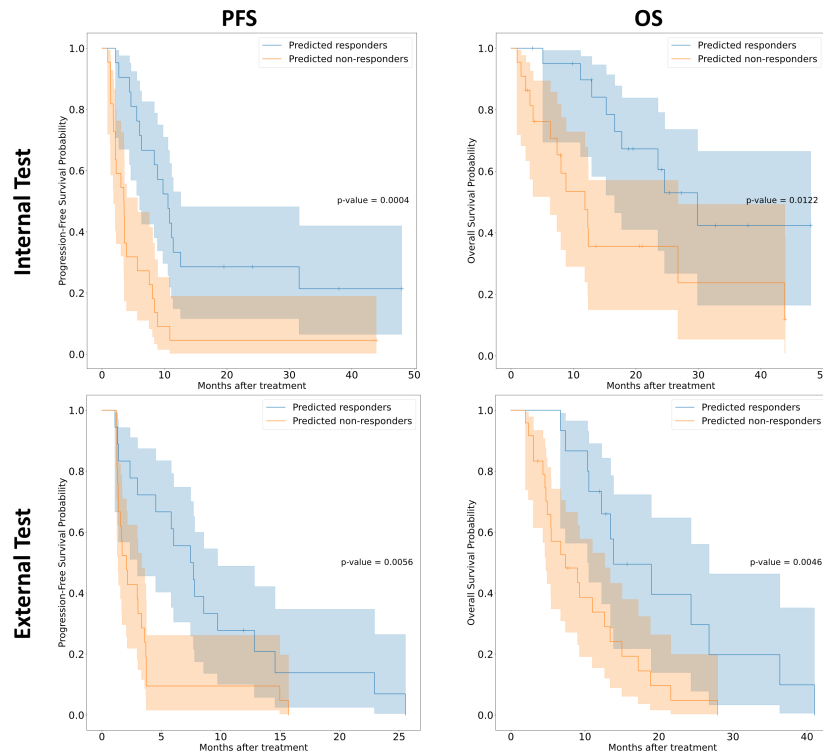 PFS
OS
Internal Test
Progression-Free Survival Probability
1.0
0.8
0.6
0.4
0.2
0.0
Predicted responders
Predicted non-responders
p-value = 0.0004
0
10
20
30
40
50
Months after treatment
Overall Survival Probability
1.0
0.8
0.6
0.4
0.2
0.0
Predicted responders
Predicted non-responders
p-value = 0.0122
0
10
20
30
40
Months after treatment
External Test
Progression-Free Survival Probability
1.0
0.8
0.6
0.4
0.2
0.0
Predicted responders
Predicted non-responders
p-value = 0.0056
0
5
10
15
20
25
Months after treatment
Overall Survival Probability
1.0
0.8
0.6
0.4
0.2
0.0
Predicted responders
Predicted non-responders
p-value = 0.0046
0
10
20
30
40
Months after treatment